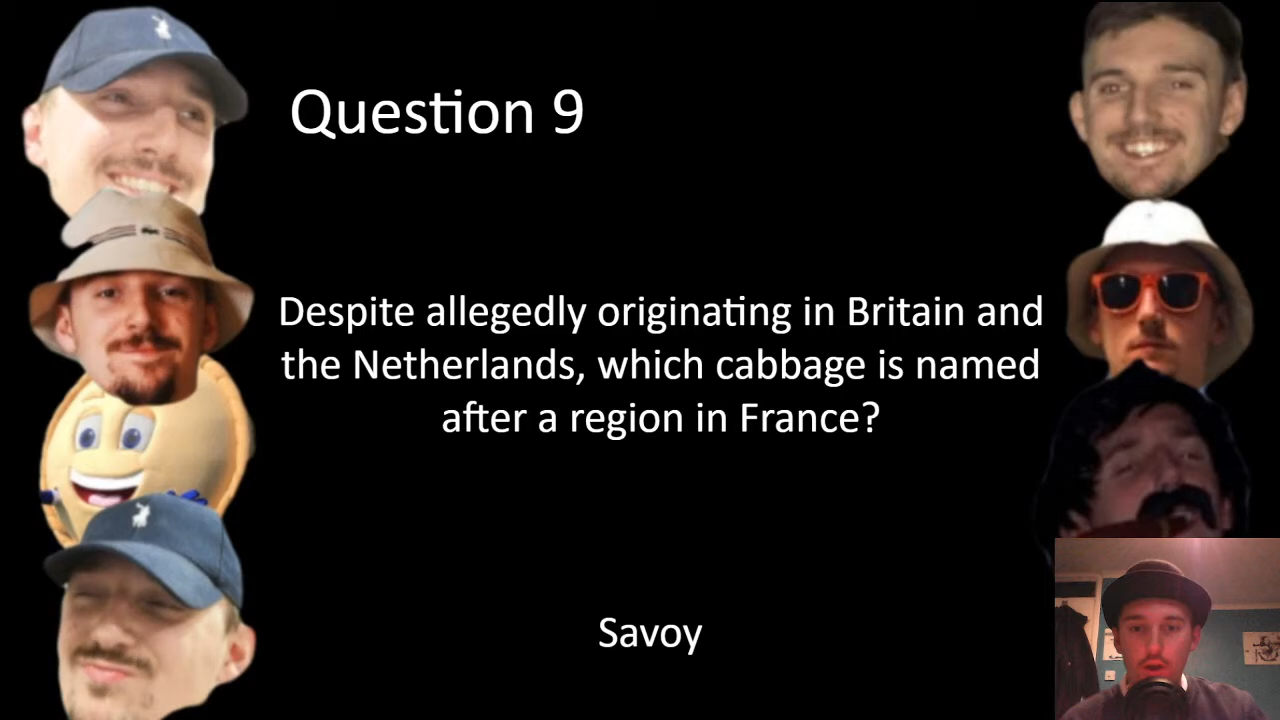 Question 9
Despite allegedly originating in Britain and
the Netherlands, which cabbage is named
after a region in France?
Savoy